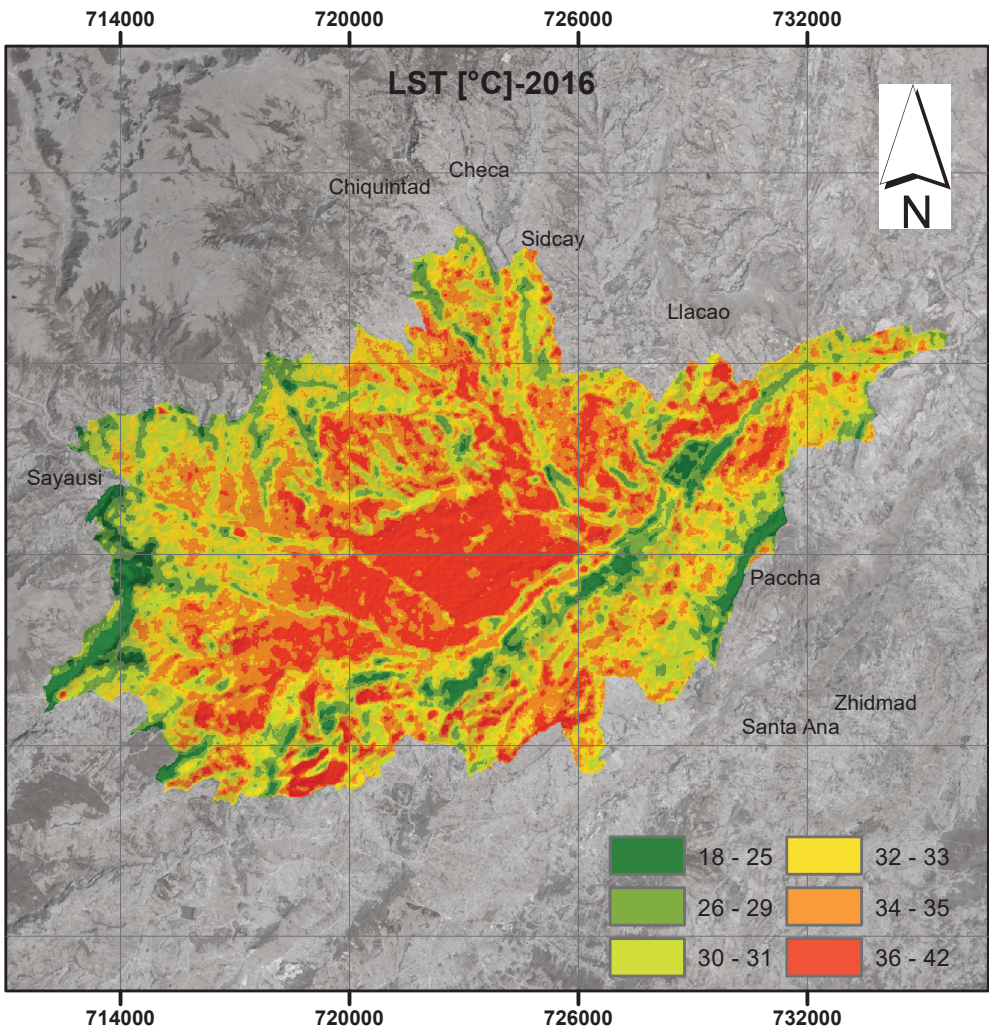 714000 720000 726000 732000
LST [°C]-2016
Checa
Chiquintad
N
Sidcay
Llacao
Sayausi
Paccha
Zhidmad
Santa Ana
18 - 25 32 - 33
26 - 29 34 - 35
30 - 31 36 - 42
714000 720000 726000 732000